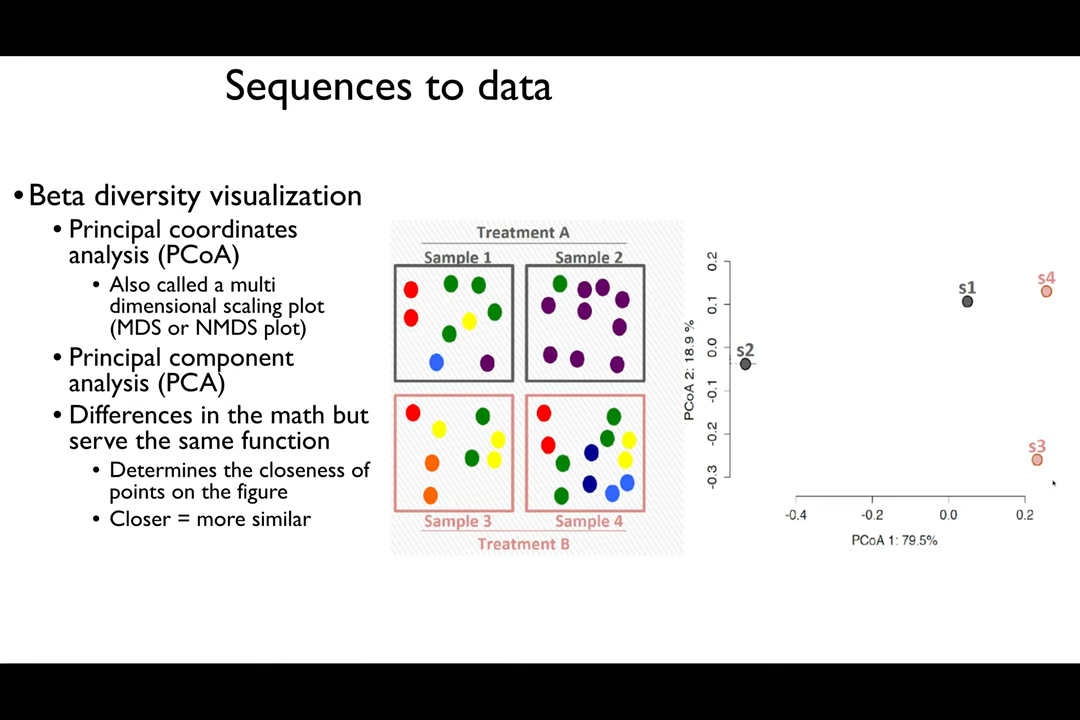 Sequences to data
•Beta diversity visualization
• Principal coordinates
analysis (PCoA)
• Also called a multi
dimensional scaling plot
(MDS or NMDS plot)
• Principal component
analysis (PCA)
• Differences in the math but
serve the same function
• Determines the closeness of
points on the figure
• Closer = more similar
Treatment A
Sample 1 Sample 2
Sample 3 Sample 4
Treatment B
PCoA 2: 18.9 %
0.2
0.1
0.0
-0.1
-0.2
-0.3
s1
s2
s3
s4
-0.4 -0.2 0.0 0.2
PCoA 1: 79.5%